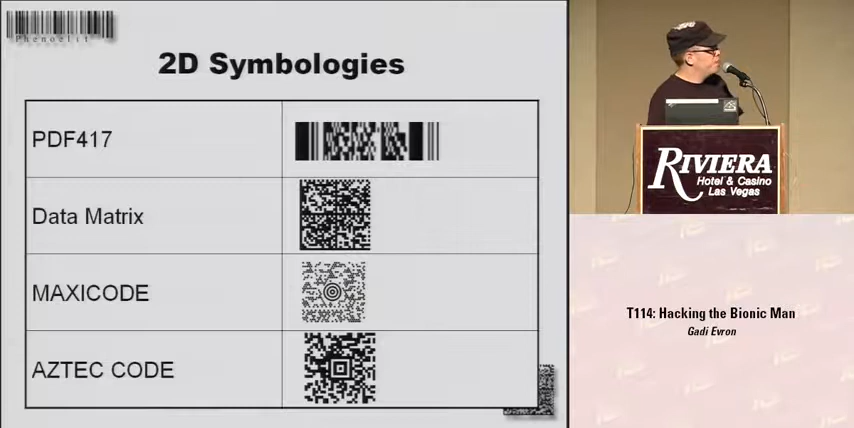 Phenoelit
2D Symbologies
PDF417
Data Matrix
MAXICODE
AZTEC CODE
RIVIERA
Hotel & Casino
Las Vegas
T114: Hacking the Bionic Man
Gadi Evron